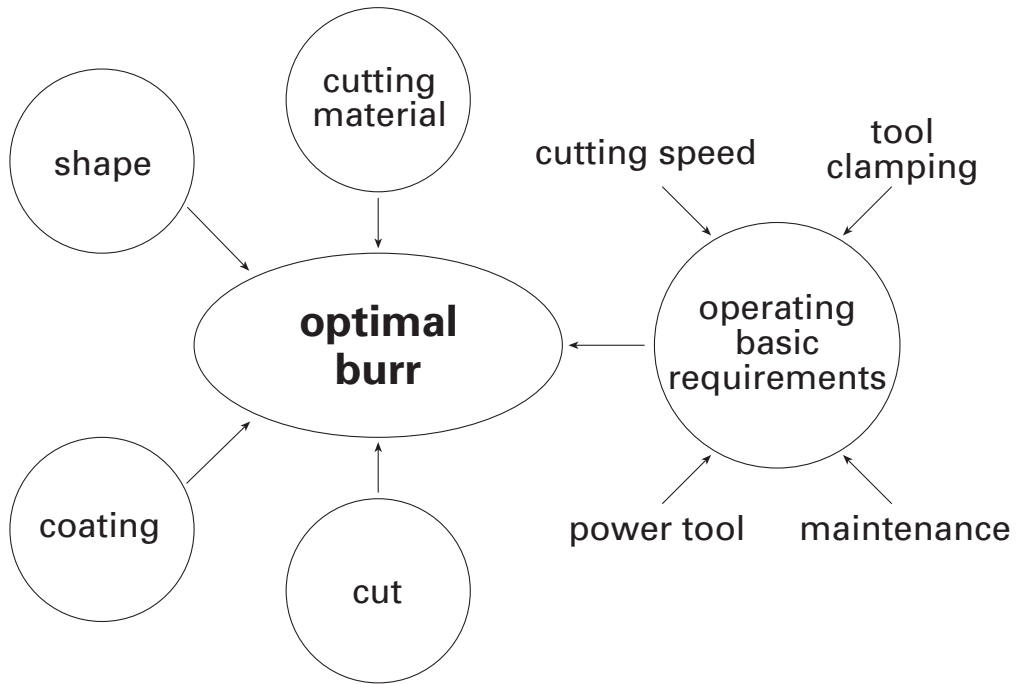 cutting
material
shape
cutting speed
tool
clamping
optimal
burr
operating
basic
requirements
coating
cut
power tool
maintenance